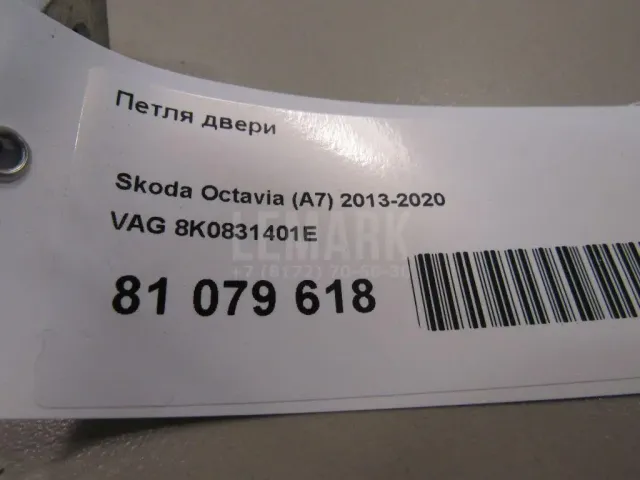 Петля двери
Skoda Octavia (A7) 2013-2020
VAG 8K0831401E
LEMARK
81 079 618